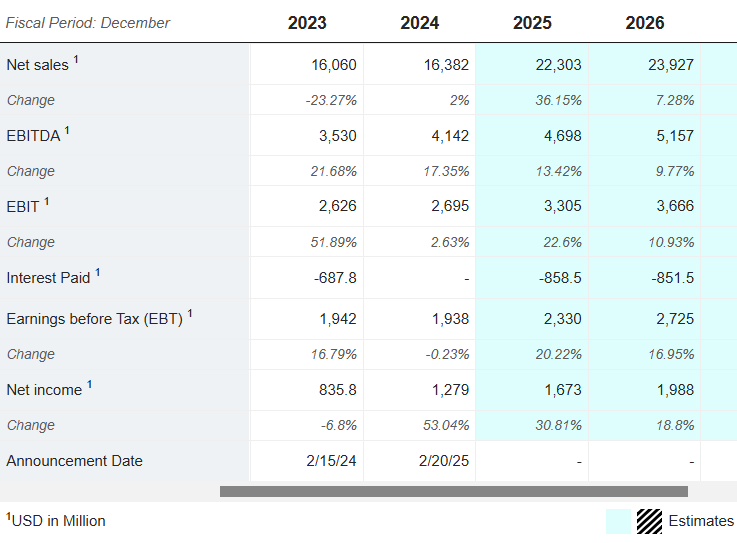 Fiscal Period: December 2023 2024 2025 2026
Net sales 1 16,060 16,382 22,303 23,927
Change -23.27% 2% 36.15% 7.28%
EBITDA 1 3,530 4,142 4,698 5,157
Change 21.68% 17.35% 13.42% 9.77%
EBIT 1 2,626 2,695 3,305 3,666
Change 51.89% 2.63% 22.6% 10.93%
Interest Paid 1 -687.8 - -858.5 -851.5
Earnings before Tax (EBT) 1 1,942 1,938 2,330 2,725
Change 16.79% -0.23% 20.22% 16.95%
Net income 1 835.8 1,279 1,673 1,988
Change -6.8% 53.04% 30.81% 18.8%
Announcement Date 2/15/24 2/20/25 - -
1USD in Million Estimates